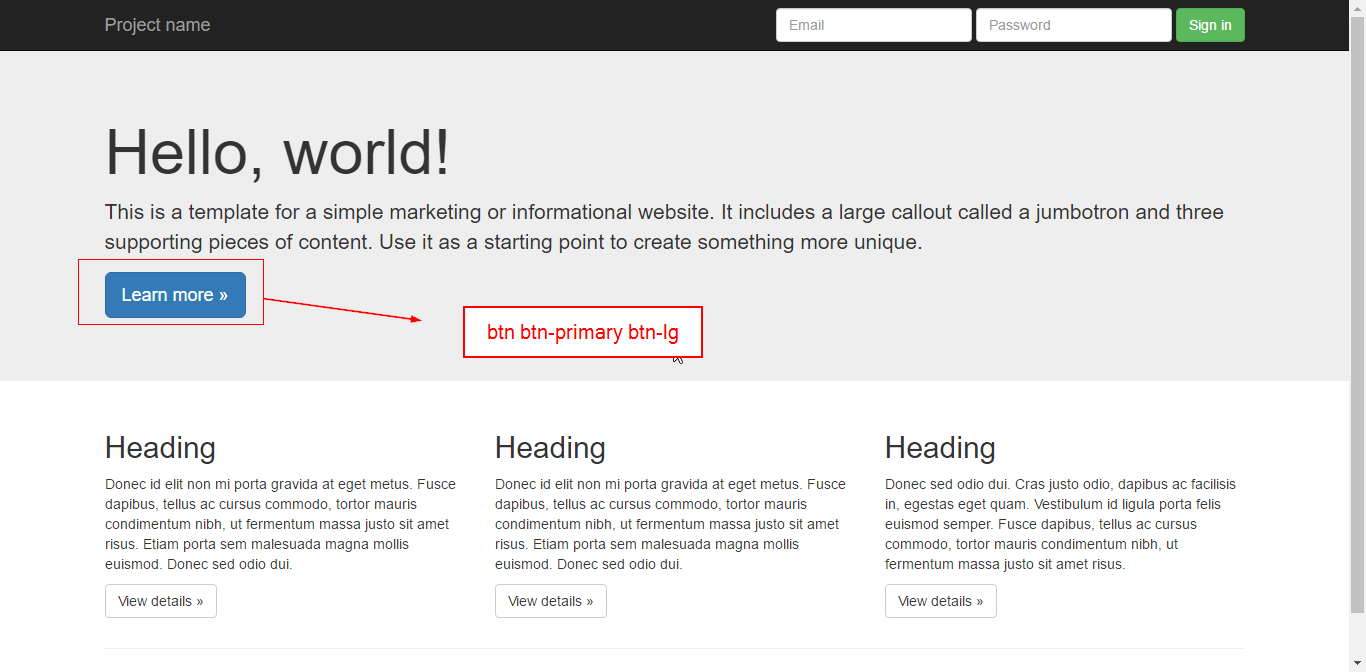 Project name
Email
Password
Sign in
Hello, world!
This is a template for a simple marketing or informational website. It includes a large callout called a jumbotron and three
supporting pieces of content. Use it as a starting point to create something more unique.
Learn more »
btn btn-primary btn-lg
Heading
Donec id elit non mi porta gravida at eget metus. Fusce
dapibus, tellus ac cursus commodo, tortor mauris
condimentum nibh, ut fermentum massa justo sit amet
risus. Etiam porta sem malesuada magna mollis
euismod. Donec sed odio dui.
View details »
Heading
Donec id elit non mi porta gravida at eget metus. Fusce
dapibus, tellus ac cursus commodo, tortor mauris
condimentum nibh, ut fermentum massa justo sit amet
risus. Etiam porta sem malesuada magna mollis
euismod. Donec sed odio dui.
View details »
Heading
Donec sed odio dui. Cras justo odio, dapibus ac facilisis
in, egestas eget quam. Vestibulum id ligula porta felis
euismod semper. Fusce dapibus, tellus ac cursus
commodo, tortor mauris condimentum nibh, ut
fermentum massa justo sit amet risus.
View details »